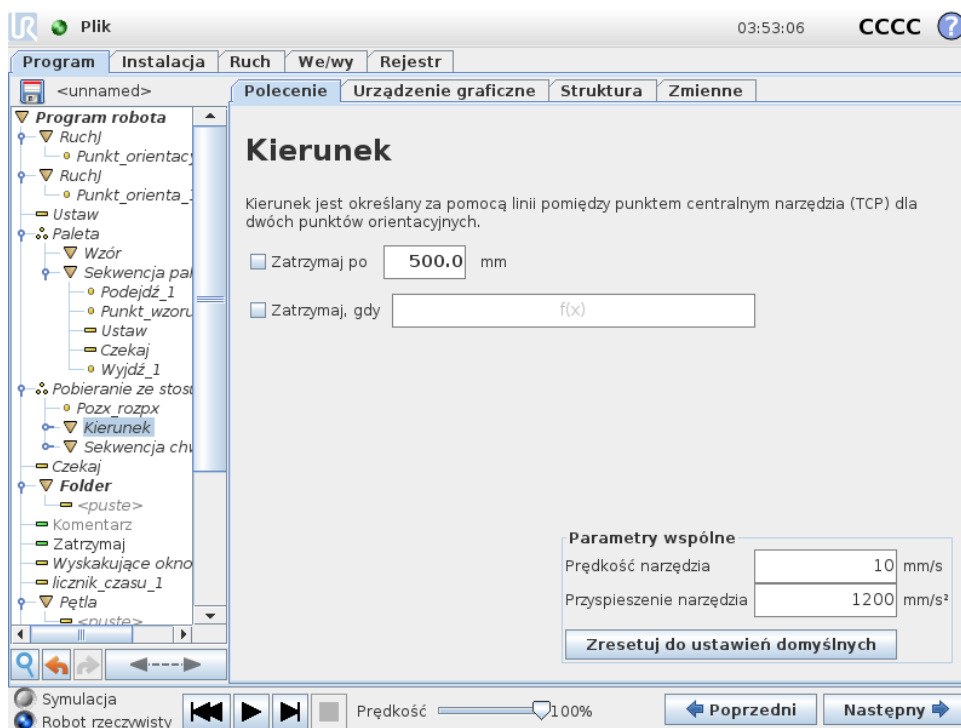 UR Plik 03:53:06 CCCC ?
Program Instalacja Ruch We/wy Rejestr
<unnamed> Polecenie Urządzenie graficzne Struktura Zmienne
Program robota
RuchJ
Punkt_orientacy
RuchJ
Punkt_orienta_1
Ustaw
Paleta
Wzór
Sekwencja pal
Podejdź_1
Punkt_wzoru
Ustaw
Czekaj
Wyjdź_1
Pobieranie ze stosu
Pozx_rozpx
Kierunek
Sekwencja chw
Czekaj
Folder
<puste>
Komentarz
Zatrzymaj
Wyskakujące okno
licznik_czasu_1
Pętla
<puste>
Kierunek
Kierunek jest określany za pomocą linii pomiędzy punktem centralnym narzędzia (TCP) dla
dwóch punktów orientacyjnych.
Zatrzymaj po 500.0 mm
Zatrzymaj, gdy f(x)
Parametry wspólne
Prędkość narzędzia 10 mm/s
Przyspieszenie narzędzia 1200 mm/s²
Zresetuj do ustawień domyślnych
Symulacja
Robot rzeczywisty
Prędkość 100% Poprzedni Następny